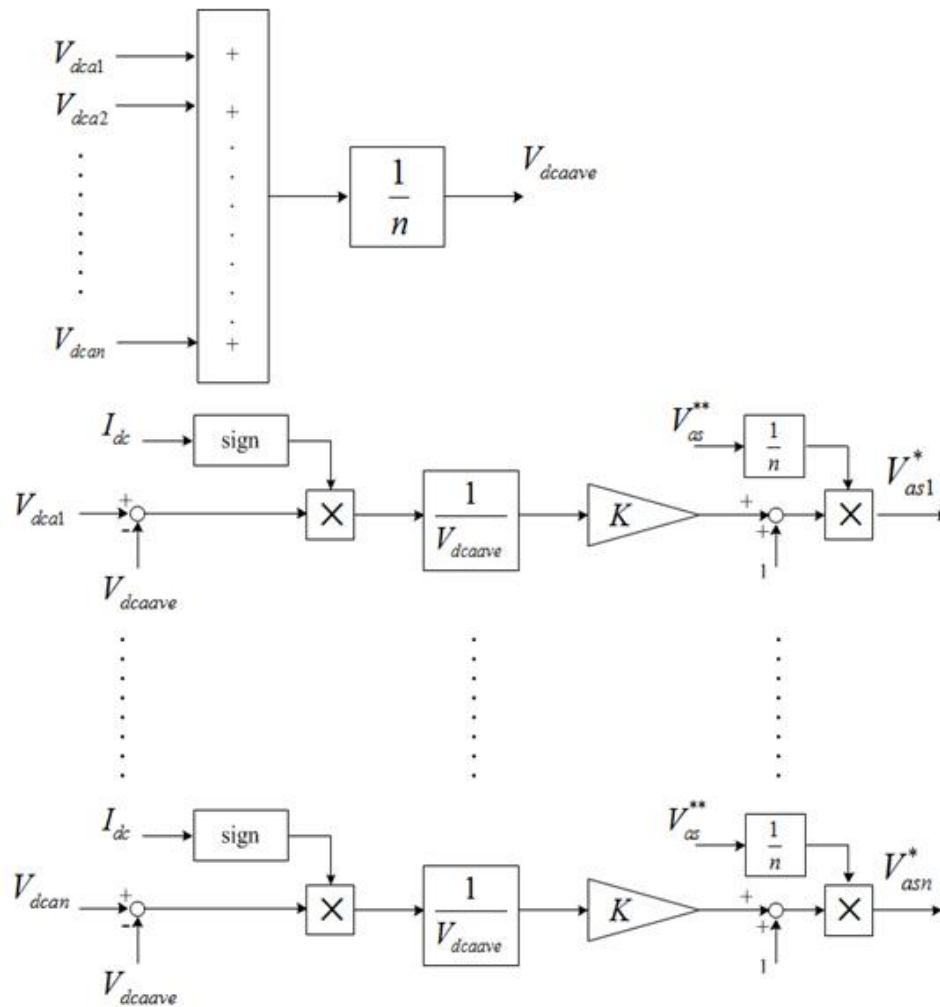 V_dca1 +
V_dca2 +
1/n V_dcaave
V_dcan +
I_dc sign V_as^** 1/n V_as1^*
V_dca1 + - × 1/V_dcaave K + + ×
V_dcaave 1
I_dc sign V_as^** 1/n V_asn^*
V_dcan + - × 1/V_dcaave K + + ×
V_dcaave 1